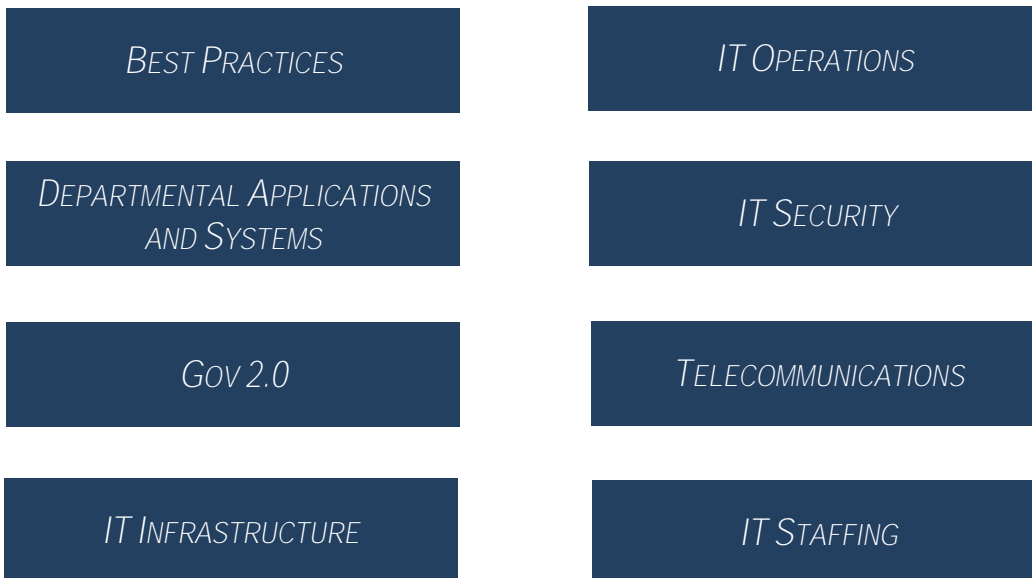 Best Practices
IT Operations
Departmental Applications
and Systems
IT Security
Gov 2.0
Telecommunications
IT Infrastructure
IT Staffing